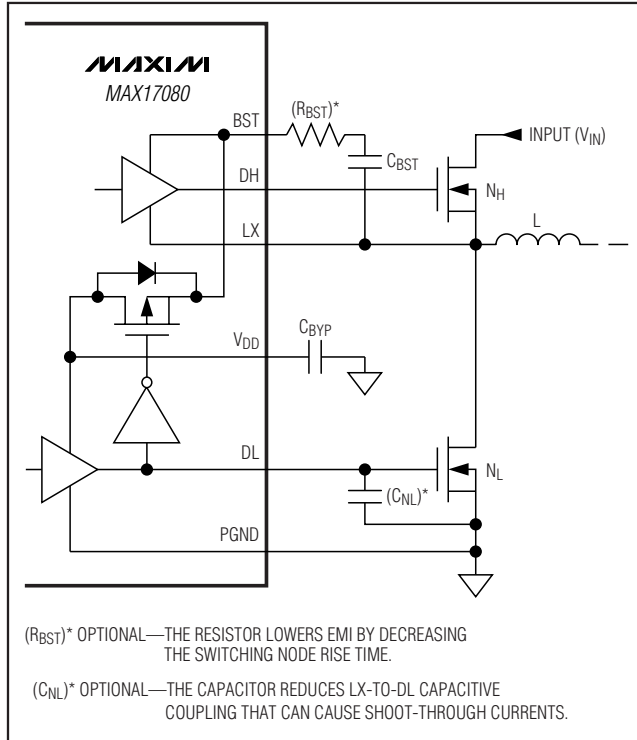 MAXIM
MAX17080
BST
(RBST)*
INPUT (VIN)
CBST
DH
NH
LX
L
VDD
CBYP
DL
NL
(CNL)*
PGND
(RBST)* OPTIONAL—THE RESISTOR LOWERS EMI BY DECREASING
THE SWITCHING NODE RISE TIME.
(CNL)* OPTIONAL—THE CAPACITOR REDUCES LX-TO-DL CAPACITIVE
COUPLING THAT CAN CAUSE SHOOT-THROUGH CURRENTS.